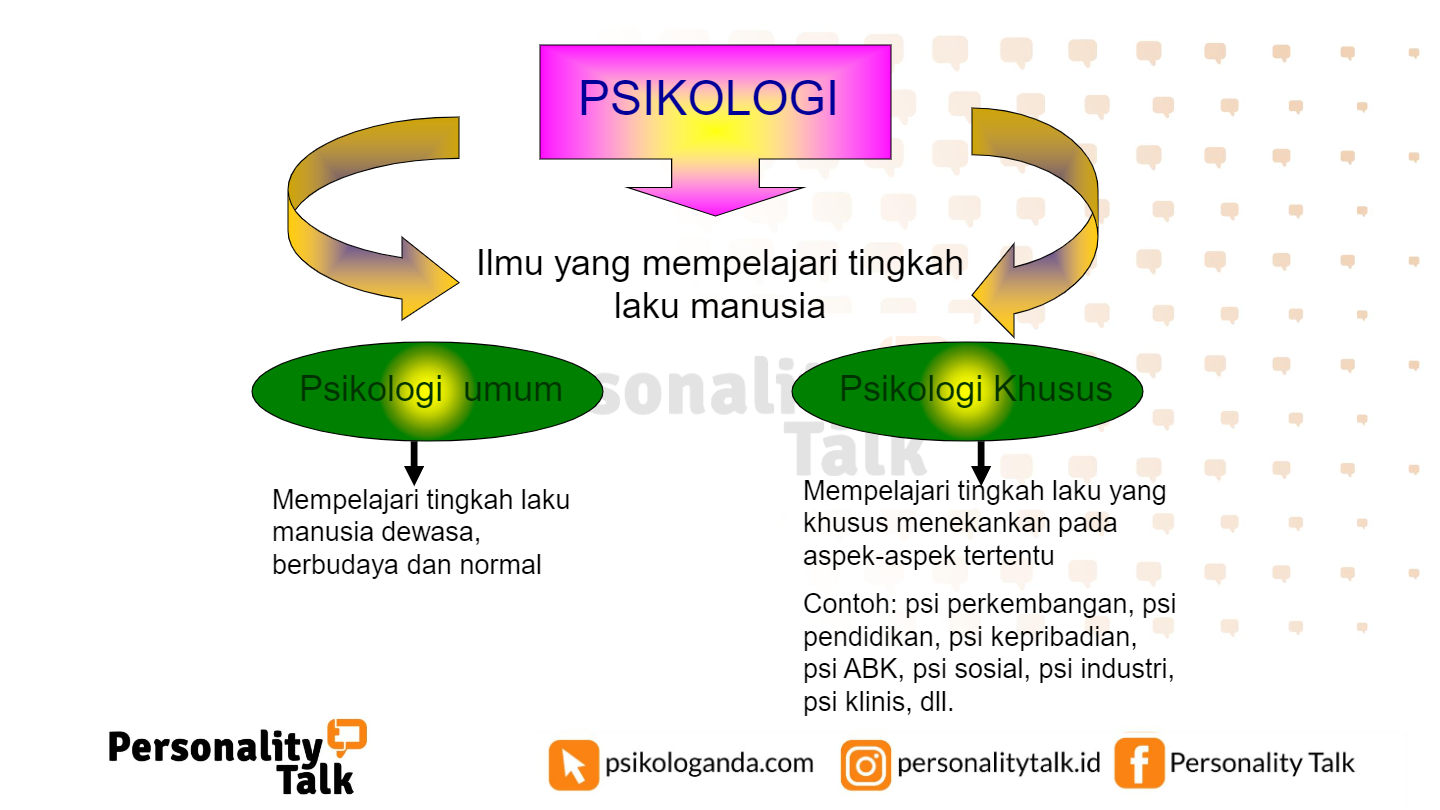 PSIKOLOGI
Ilmu yang mempelajari tingkah
laku manusia
Psikologi umum
Psikologi Khusus
Mempelajari tingkah laku
manusia dewasa,
berbudaya dan normal
Mempelajari tingkah laku yang
khusus menekankan pada
aspek-aspek tertentu
Contoh: psi perkembangan, psi
pendidikan, psi kepribadian,
psi ABK, psi sosial, psi industri,
psi klinis, dll.
sonali
Talk
Personality
Talk
psikologanda.com
personalitytalk.id
Personality Talk